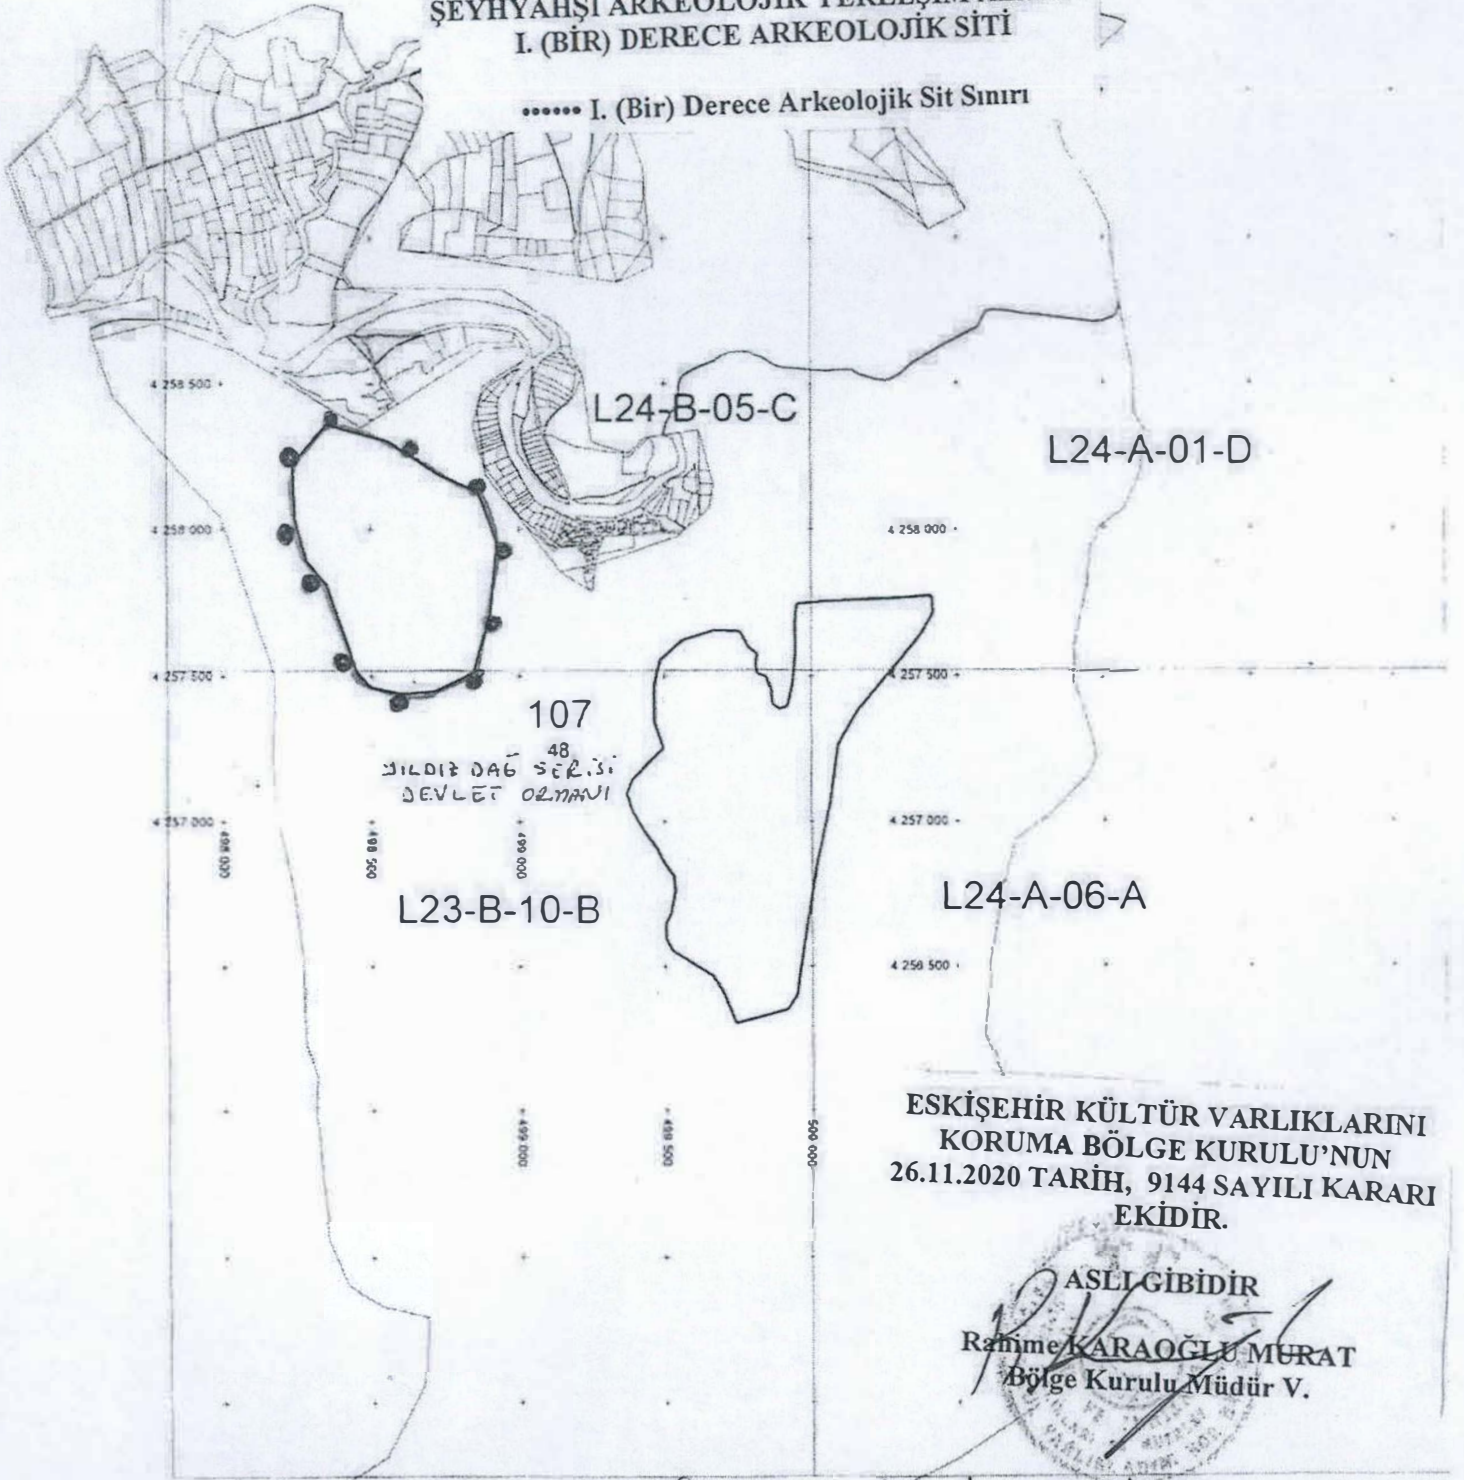 ŞEYHYAHŞİ ARKEOLOJİK
I. (BİR) DERECE ARKEOLOJİK SİTİ
•••••• I. (Bir) Derece Arkeolojik Sit Sınırı
4 258 500
L24-B-05-C
L24-A-01-D
4 258 000
4 258 000
4 257 500
4 257 500
107
48
YILDIZ DAĞ SERİSİ
DEVLET ORMANI
4 257 000
4 257 000
498 000
498 500
499 000
L23-B-10-B
L24-A-06-A
4 256 500
499 000
499 500
500 000
ESKİŞEHİR KÜLTÜR VARLIKLARINI
KORUMA BÖLGE KURULU'NUN
26.11.2020 TARİH, 9144 SAYILI KARARI
EKİDİR.
ASLI GİBİDİR
Rahime KARAOĞLU MURAT
Bölge Kurulu Müdür V.